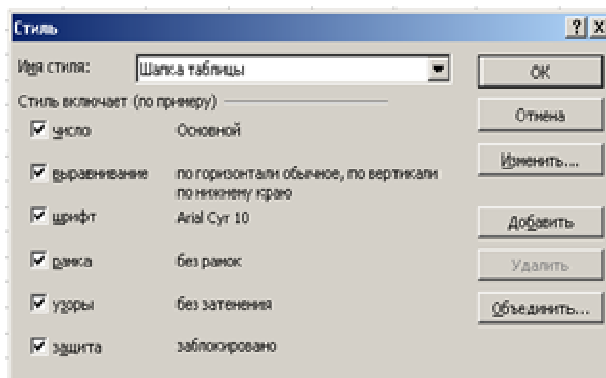 Стиль
Имя стиля: Шапка таблицы
ОК
Стиль включает (по примеру)
Отмена
число Основной
Изменить...
выравнивание по горизонтали обычное, по вертикали
по нижнему краю
шрифт Arial Cyr 10
Добавить
рамка без рамок
Удалить
узоры без затенения
Объединить...
защита заблокировано